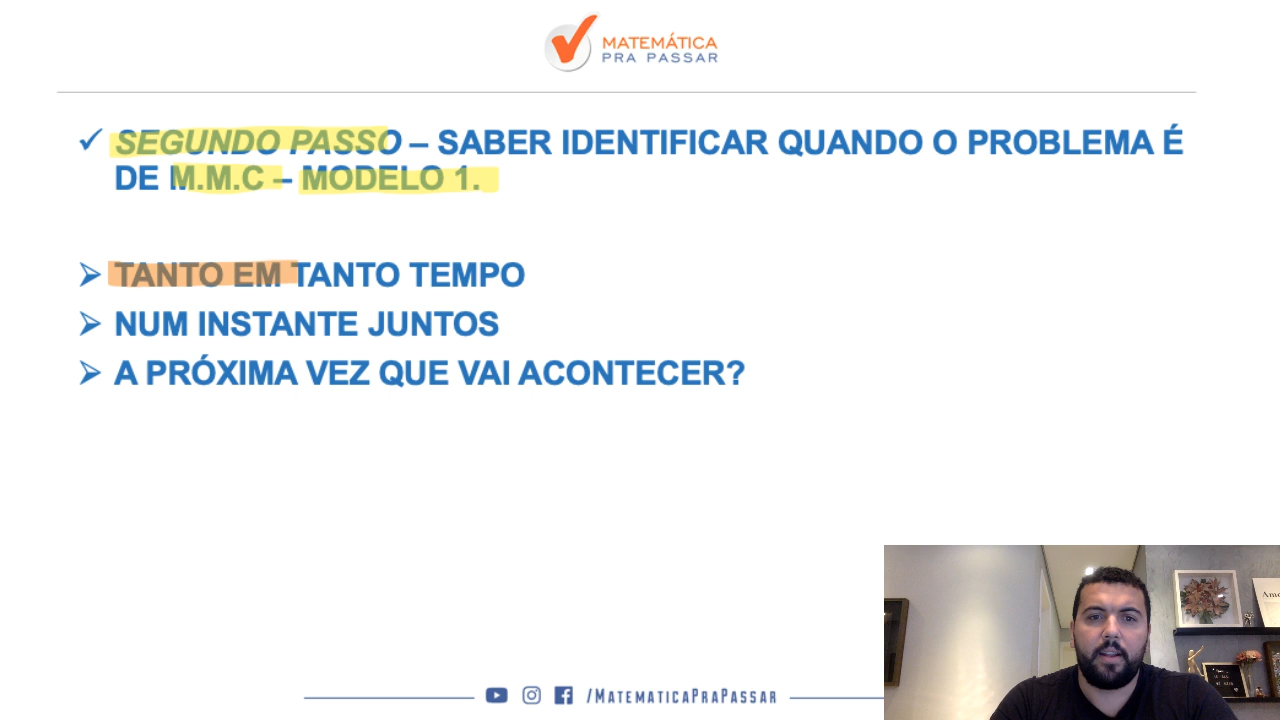 MATEMÁTICA
PRA PASSAR
SEGUNDO PASSO – SABER IDENTIFICAR QUANDO O PROBLEMA É
DE M.M.C – MODELO 1.
TANTO EM TANTO TEMPO
NUM INSTANTE JUNTOS
A PRÓXIMA VEZ QUE VAI ACONTECER?
/MATEMATICAPRAPASSAR